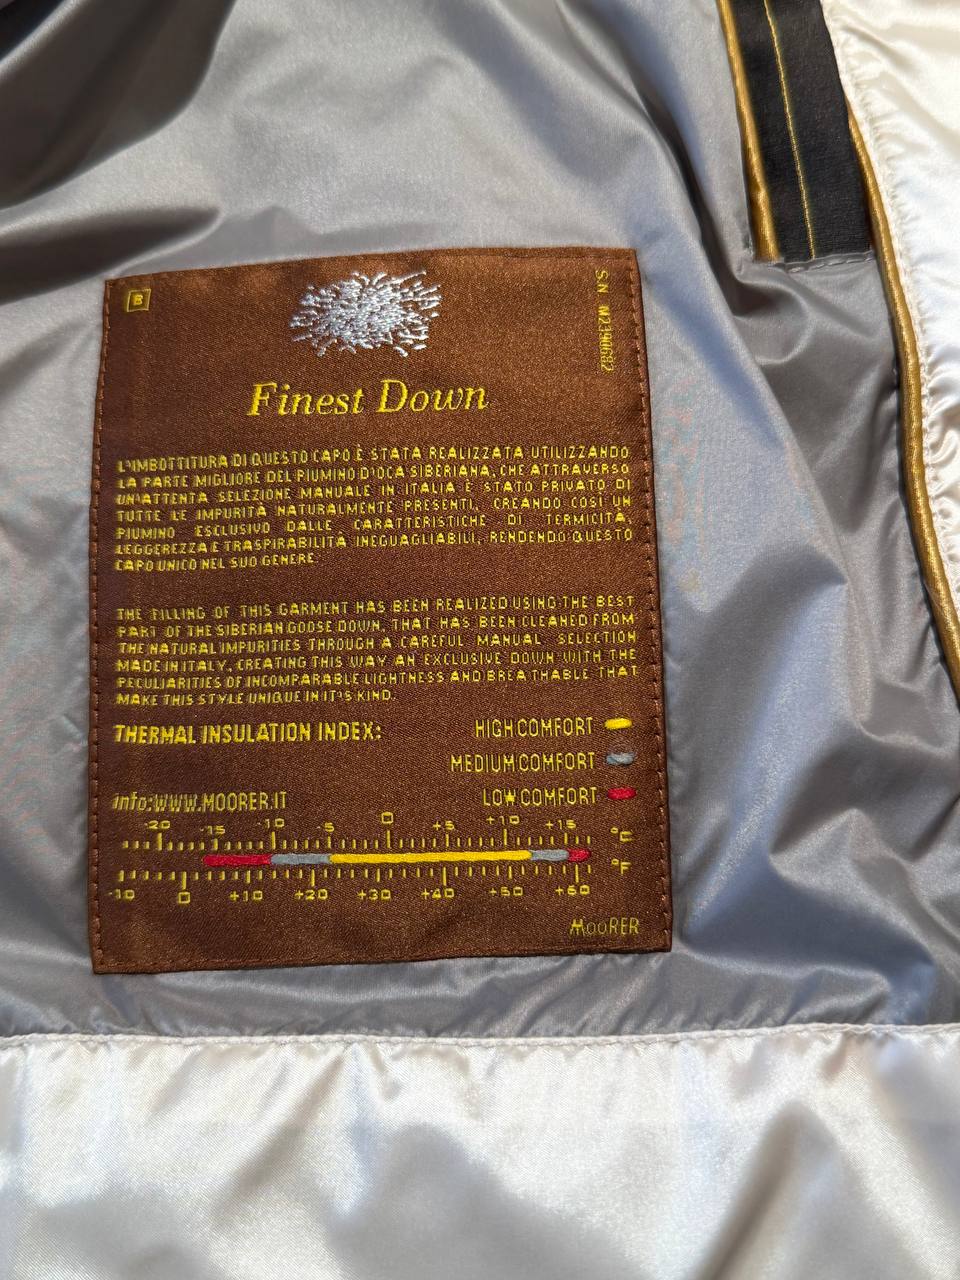 B
S.N. M2390692
Finest Down
L'IMBOTTITURA DI QUESTO CAPO È STATA REALIZZATA UTILIZZANDO
LA PARTE MIGLIORE DEL PIUMINO D'OCA SIBERIANA, CHE ATTRAVERSO
UN'ATTENTA SELEZIONE MANUALE IN ITALIA È STATO PRIVATO DI
TUTTE LE IMPURITÀ NATURALMENTE PRESENTI, CREANDO COSÌ UN
PIUMINO ESCLUSIVO DALLE CARATTERISTICHE DI TERMICITÀ,
LEGGEREZZA E TRASPIRABILITÀ INEGUAGLIABILI, RENDENDO QUESTO
CAPO UNICO NEL SUO GENERE
THE FILLING OF THIS GARMENT HAS BEEN REALIZED USING THE BEST
PART OF THE SIBERIAN GOOSE DOWN, THAT HAS BEEN CLEANED FROM
THE NATURAL IMPURITIES THROUGH A CAREFUL MANUAL SELECTION
MADE IN ITALY, CREATING THIS WAY AN EXCLUSIVE DOWN WITH THE
PECULIARITIES OF INCOMPARABLE LIGHTNESS AND BREATHABLE THAT
MAKE THIS STYLE UNIQUE IN IT'S KIND.
THERMAL INSULATION INDEX: HIGH COMFORT
MEDIUM COMFORT
info:WWW.MOORER.IT LOW COMFORT
-20 -15 -10 -5 0 +5 +10 +15 °C
°F
-10 0 +10 +20 +30 +40 +50 +60
MooRER